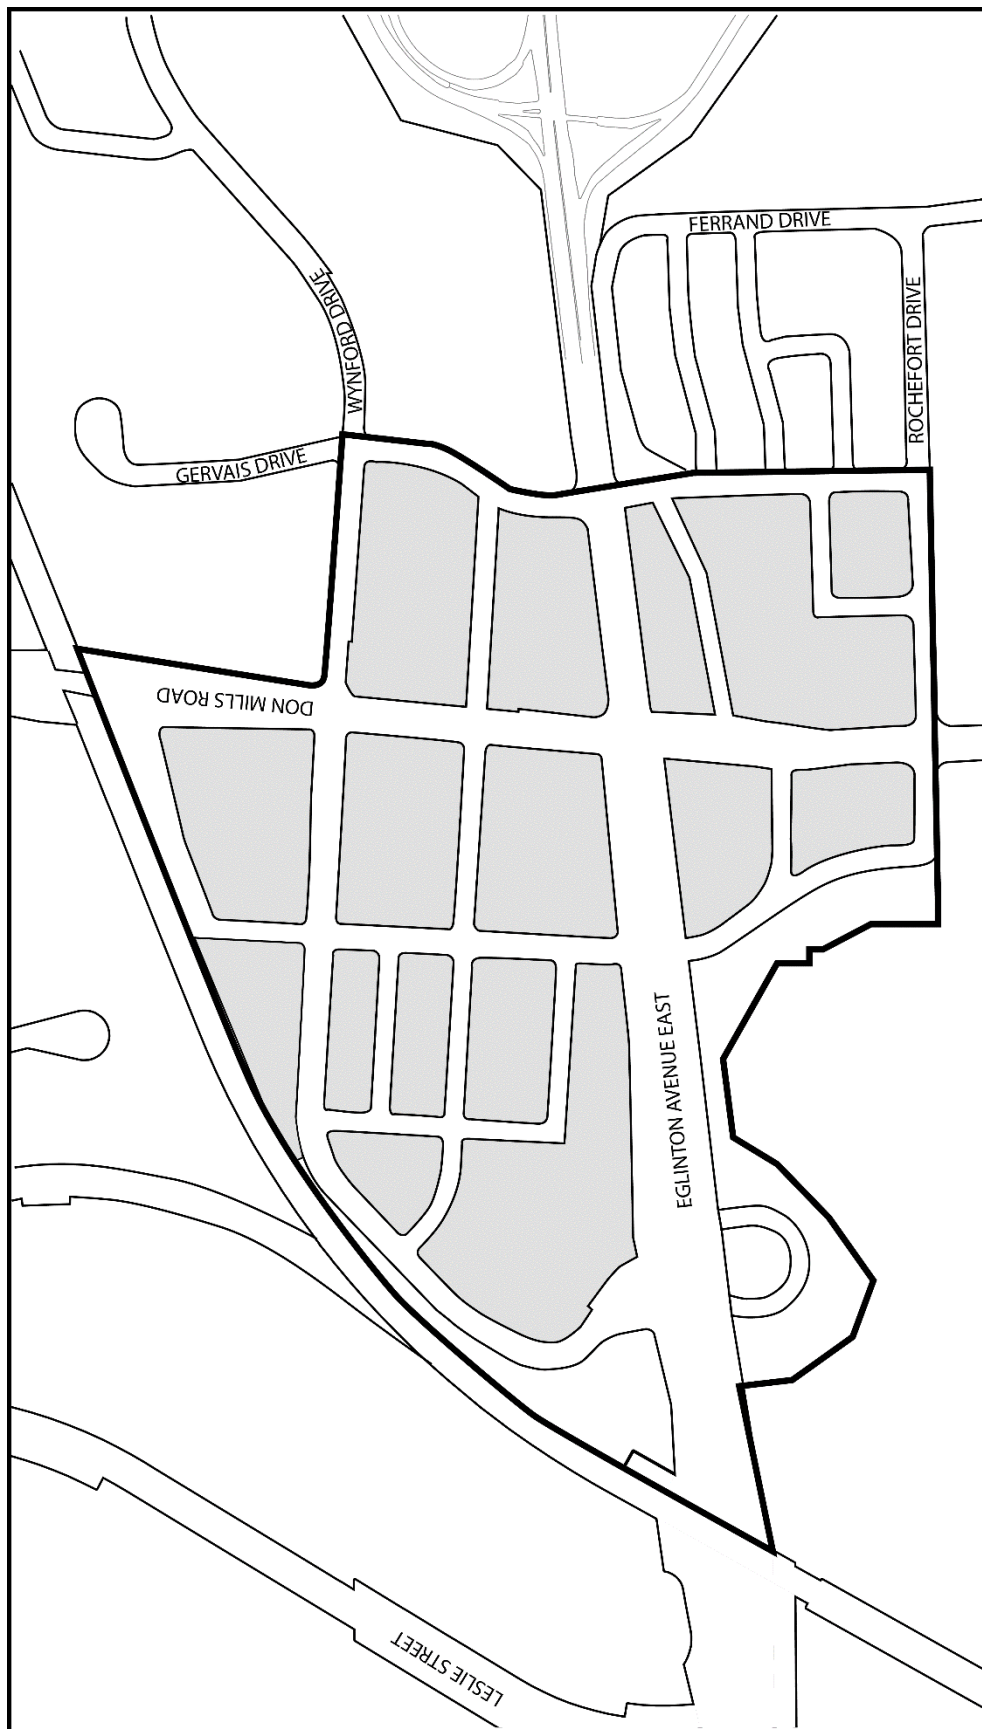 FERRAND DRIVE
WYNFORD DRIVE
ROCHEFORT DRIVE
GERVAIS DRIVE
DON MILLS ROAD
EGLINTON AVENUE EAST
LESLIE STREET